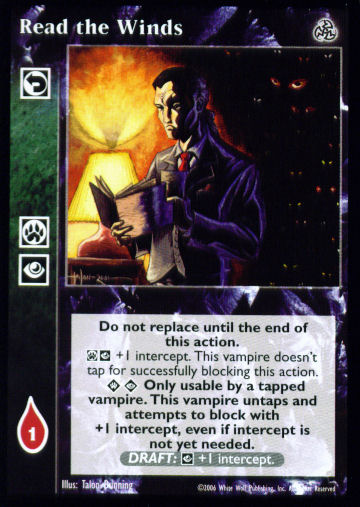 Read the Winds
Do not replace until the end of
this action.
+1 intercept. This vampire doesn't
tap for successfully blocking this action.
Only usable by a tapped
vampire. This vampire untaps and
attempts to block with
+1 intercept, even if intercept is
not yet needed.
DRAFT: +1 intercept.
1
Illus: Talon Dunning
©2006 White Wolf Publishing, Inc. All Rights Reserved